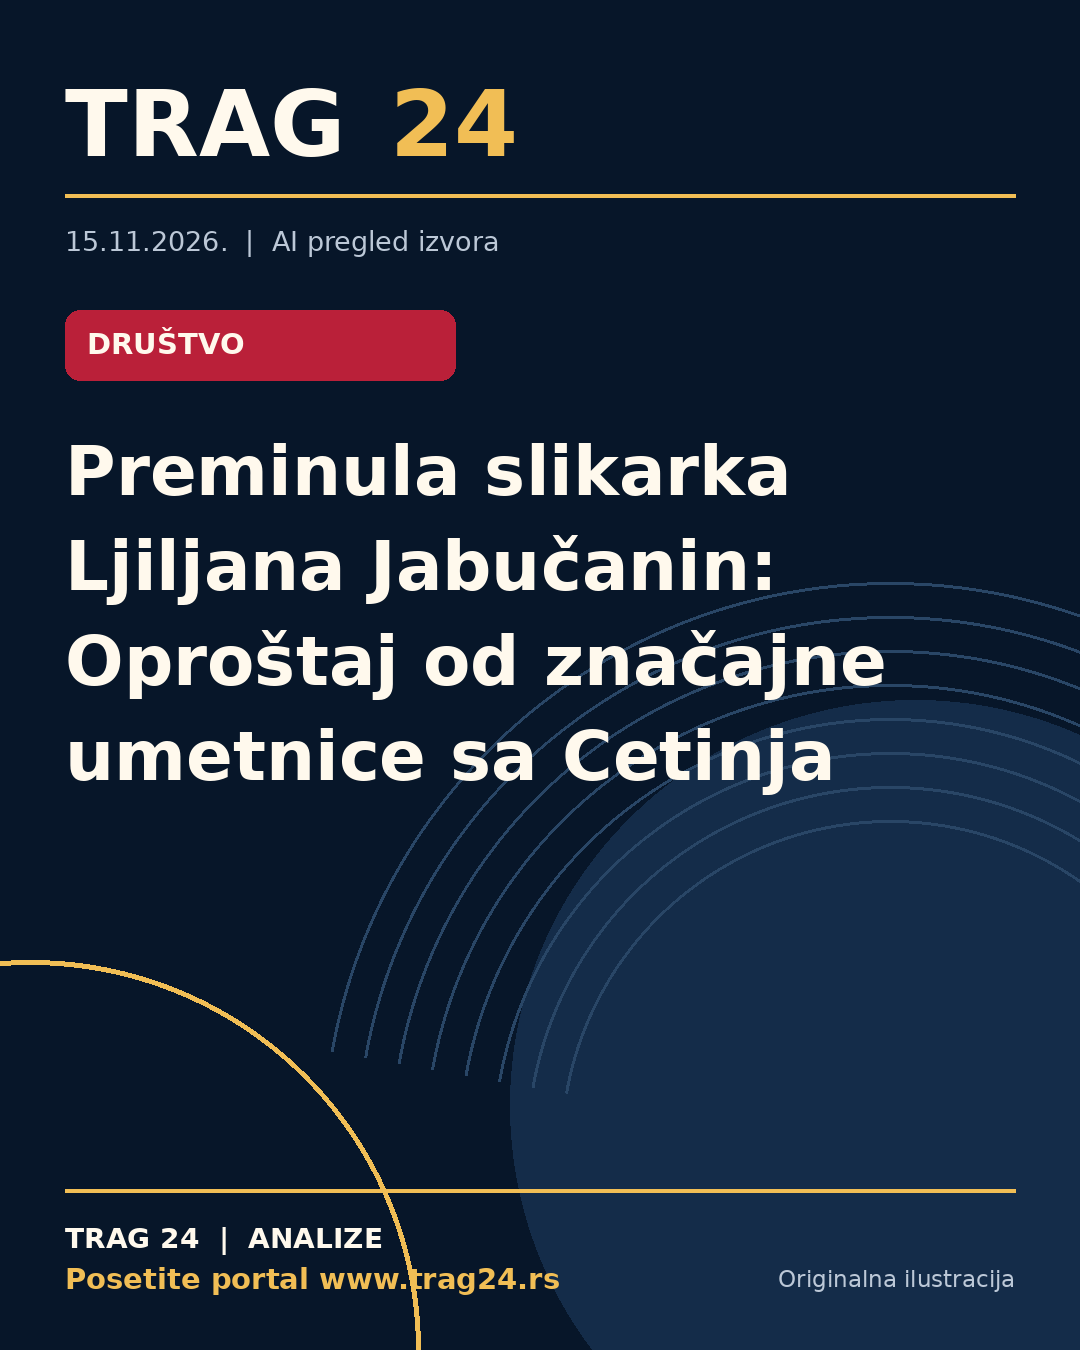 TRAG 24
15.11.2026. | AI pregled izvora
DRUŠTVO
Preminula slikarka
Ljiljana Jabučanin:
Oproštaj od značajne
umetnice sa Cetinja
TRAG 24 | ANALIZE
Posetite portal www.trag24.rs
Originalna ilustracija